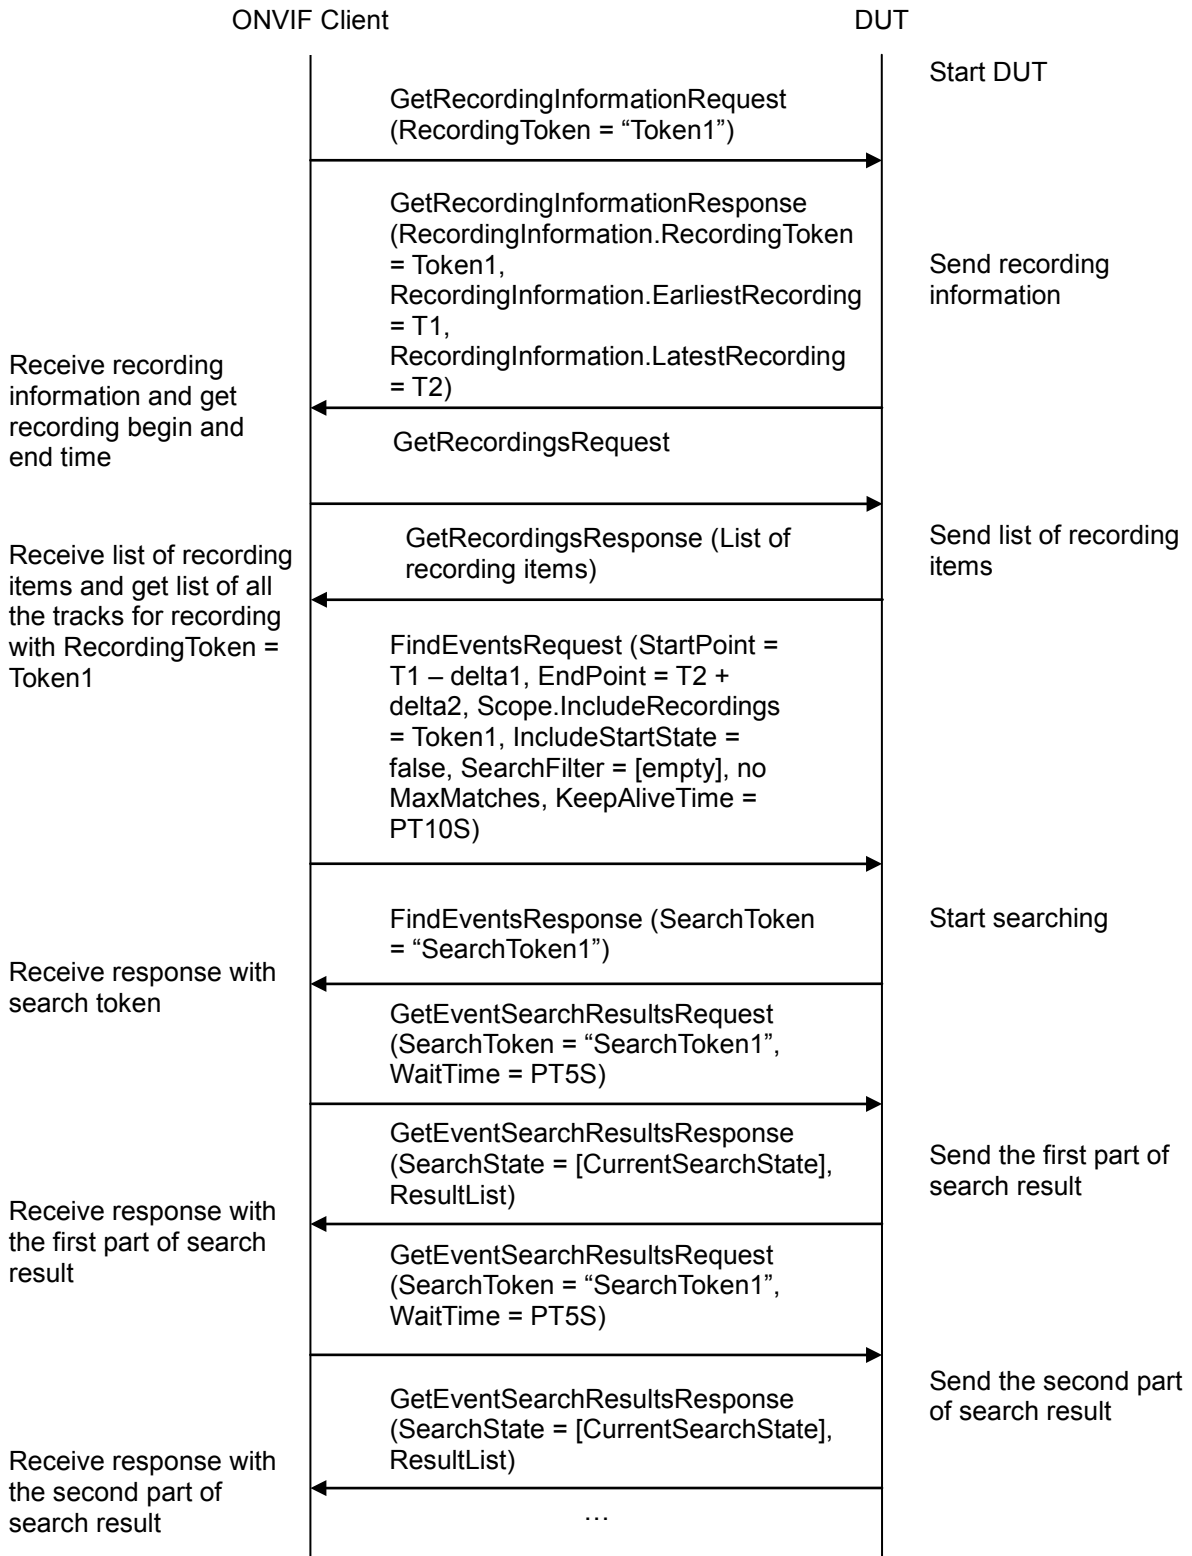 ONVIF Client
DUT
Start DUT
GetRecordingInformationRequest
(RecordingToken = “Token1”)
GetRecordingInformationResponse
(RecordingInformation.RecordingToken
= Token1,
RecordingInformation.EarliestRecording
= T1,
RecordingInformation.LatestRecording
= T2)
Send recording
information
Receive recording
information and get
recording begin and
end time
GetRecordingsRequest
GetRecordingsResponse (List of
recording items)
Send list of recording
items
Receive list of recording
items and get list of all
the tracks for recording
with RecordingToken =
Token1
FindEventsRequest (StartPoint =
T1 – delta1, EndPoint = T2 +
delta2, Scope.IncludeRecordings
= Token1, IncludeStartState =
false, SearchFilter = [empty], no
MaxMatches, KeepAliveTime =
PT10S)
FindEventsResponse (SearchToken
= “SearchToken1”)
Start searching
Receive response with
search token
GetEventSearchResultsRequest
(SearchToken = “SearchToken1”,
WaitTime = PT5S)
GetEventSearchResultsResponse
(SearchState = [CurrentSearchState],
ResultList)
Send the first part of
search result
Receive response with
the first part of search
result
GetEventSearchResultsRequest
(SearchToken = “SearchToken1”,
WaitTime = PT5S)
GetEventSearchResultsResponse
(SearchState = [CurrentSearchState],
ResultList)
Send the second part
of search result
Receive response with
the second part of
search result
…